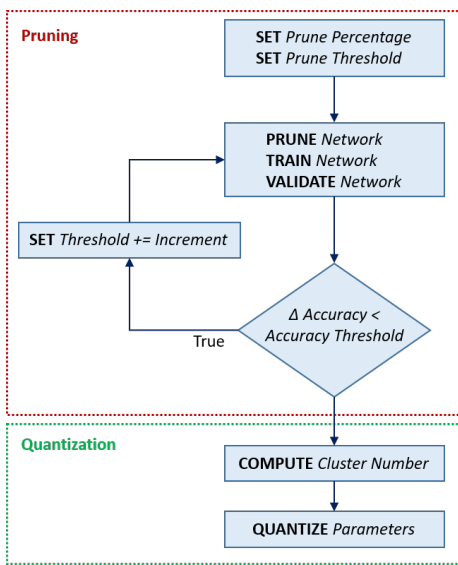 Pruning
SET Prune Percentage
SET Prune Threshold
PRUNE Network
TRAIN Network
VALIDATE Network
SET Threshold += Increment
Δ Accuracy <
Accuracy Threshold
True
Quantization
COMPUTE Cluster Number
QUANTIZE Parameters